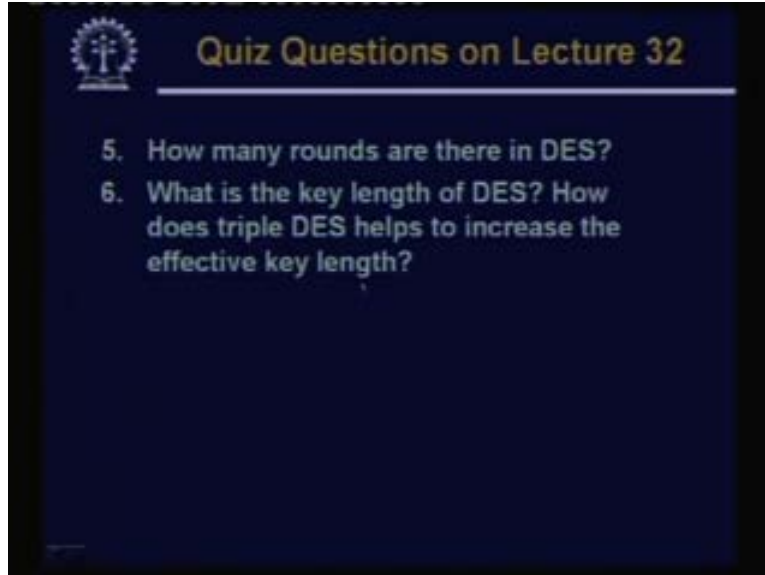 Quiz Questions on Lecture 32
5. How many rounds are there in DES?
6. What is the key length of DES? How
does triple DES helps to increase the
effective key length?